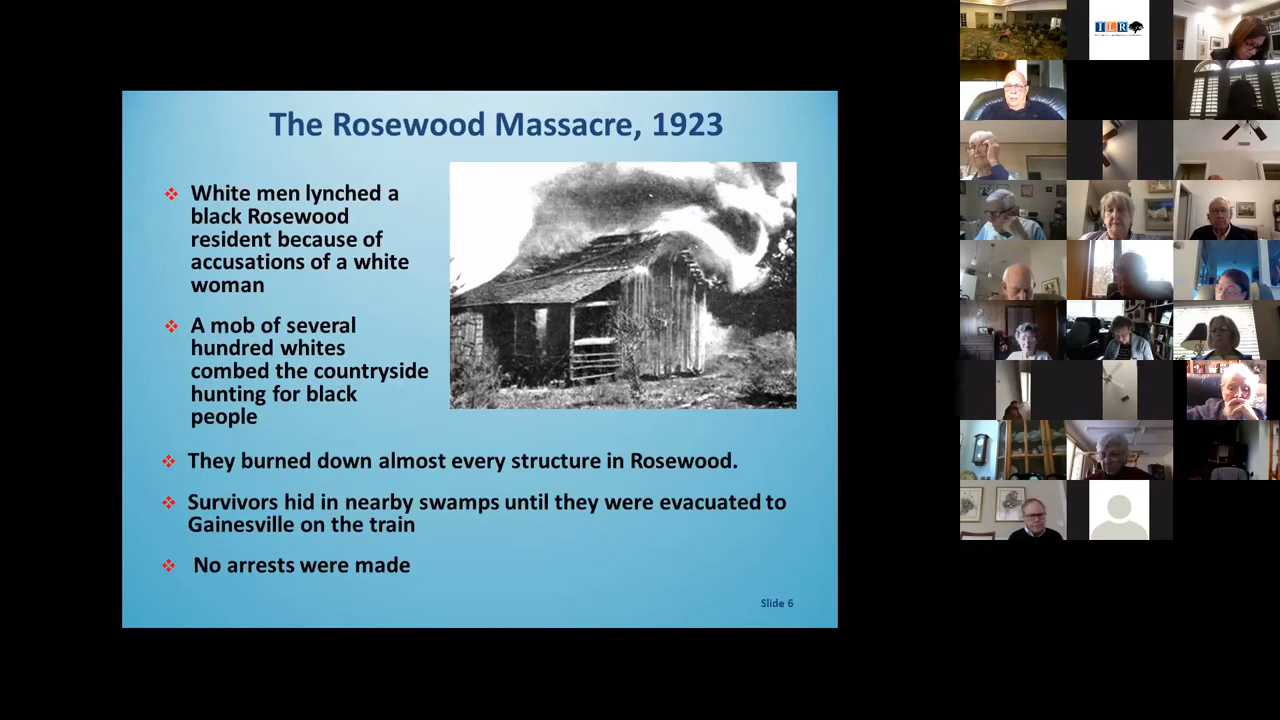 The Rosewood Massacre, 1923
White men lynched a
black Rosewood
resident because of
accusations of a white
woman
A mob of several
hundred whites
combed the countryside
hunting for black
people
They burned down almost every structure in Rosewood.
Survivors hid in nearby swamps until they were evacuated to
Gainesville on the train
No arrests were made
Slide 6
ILR